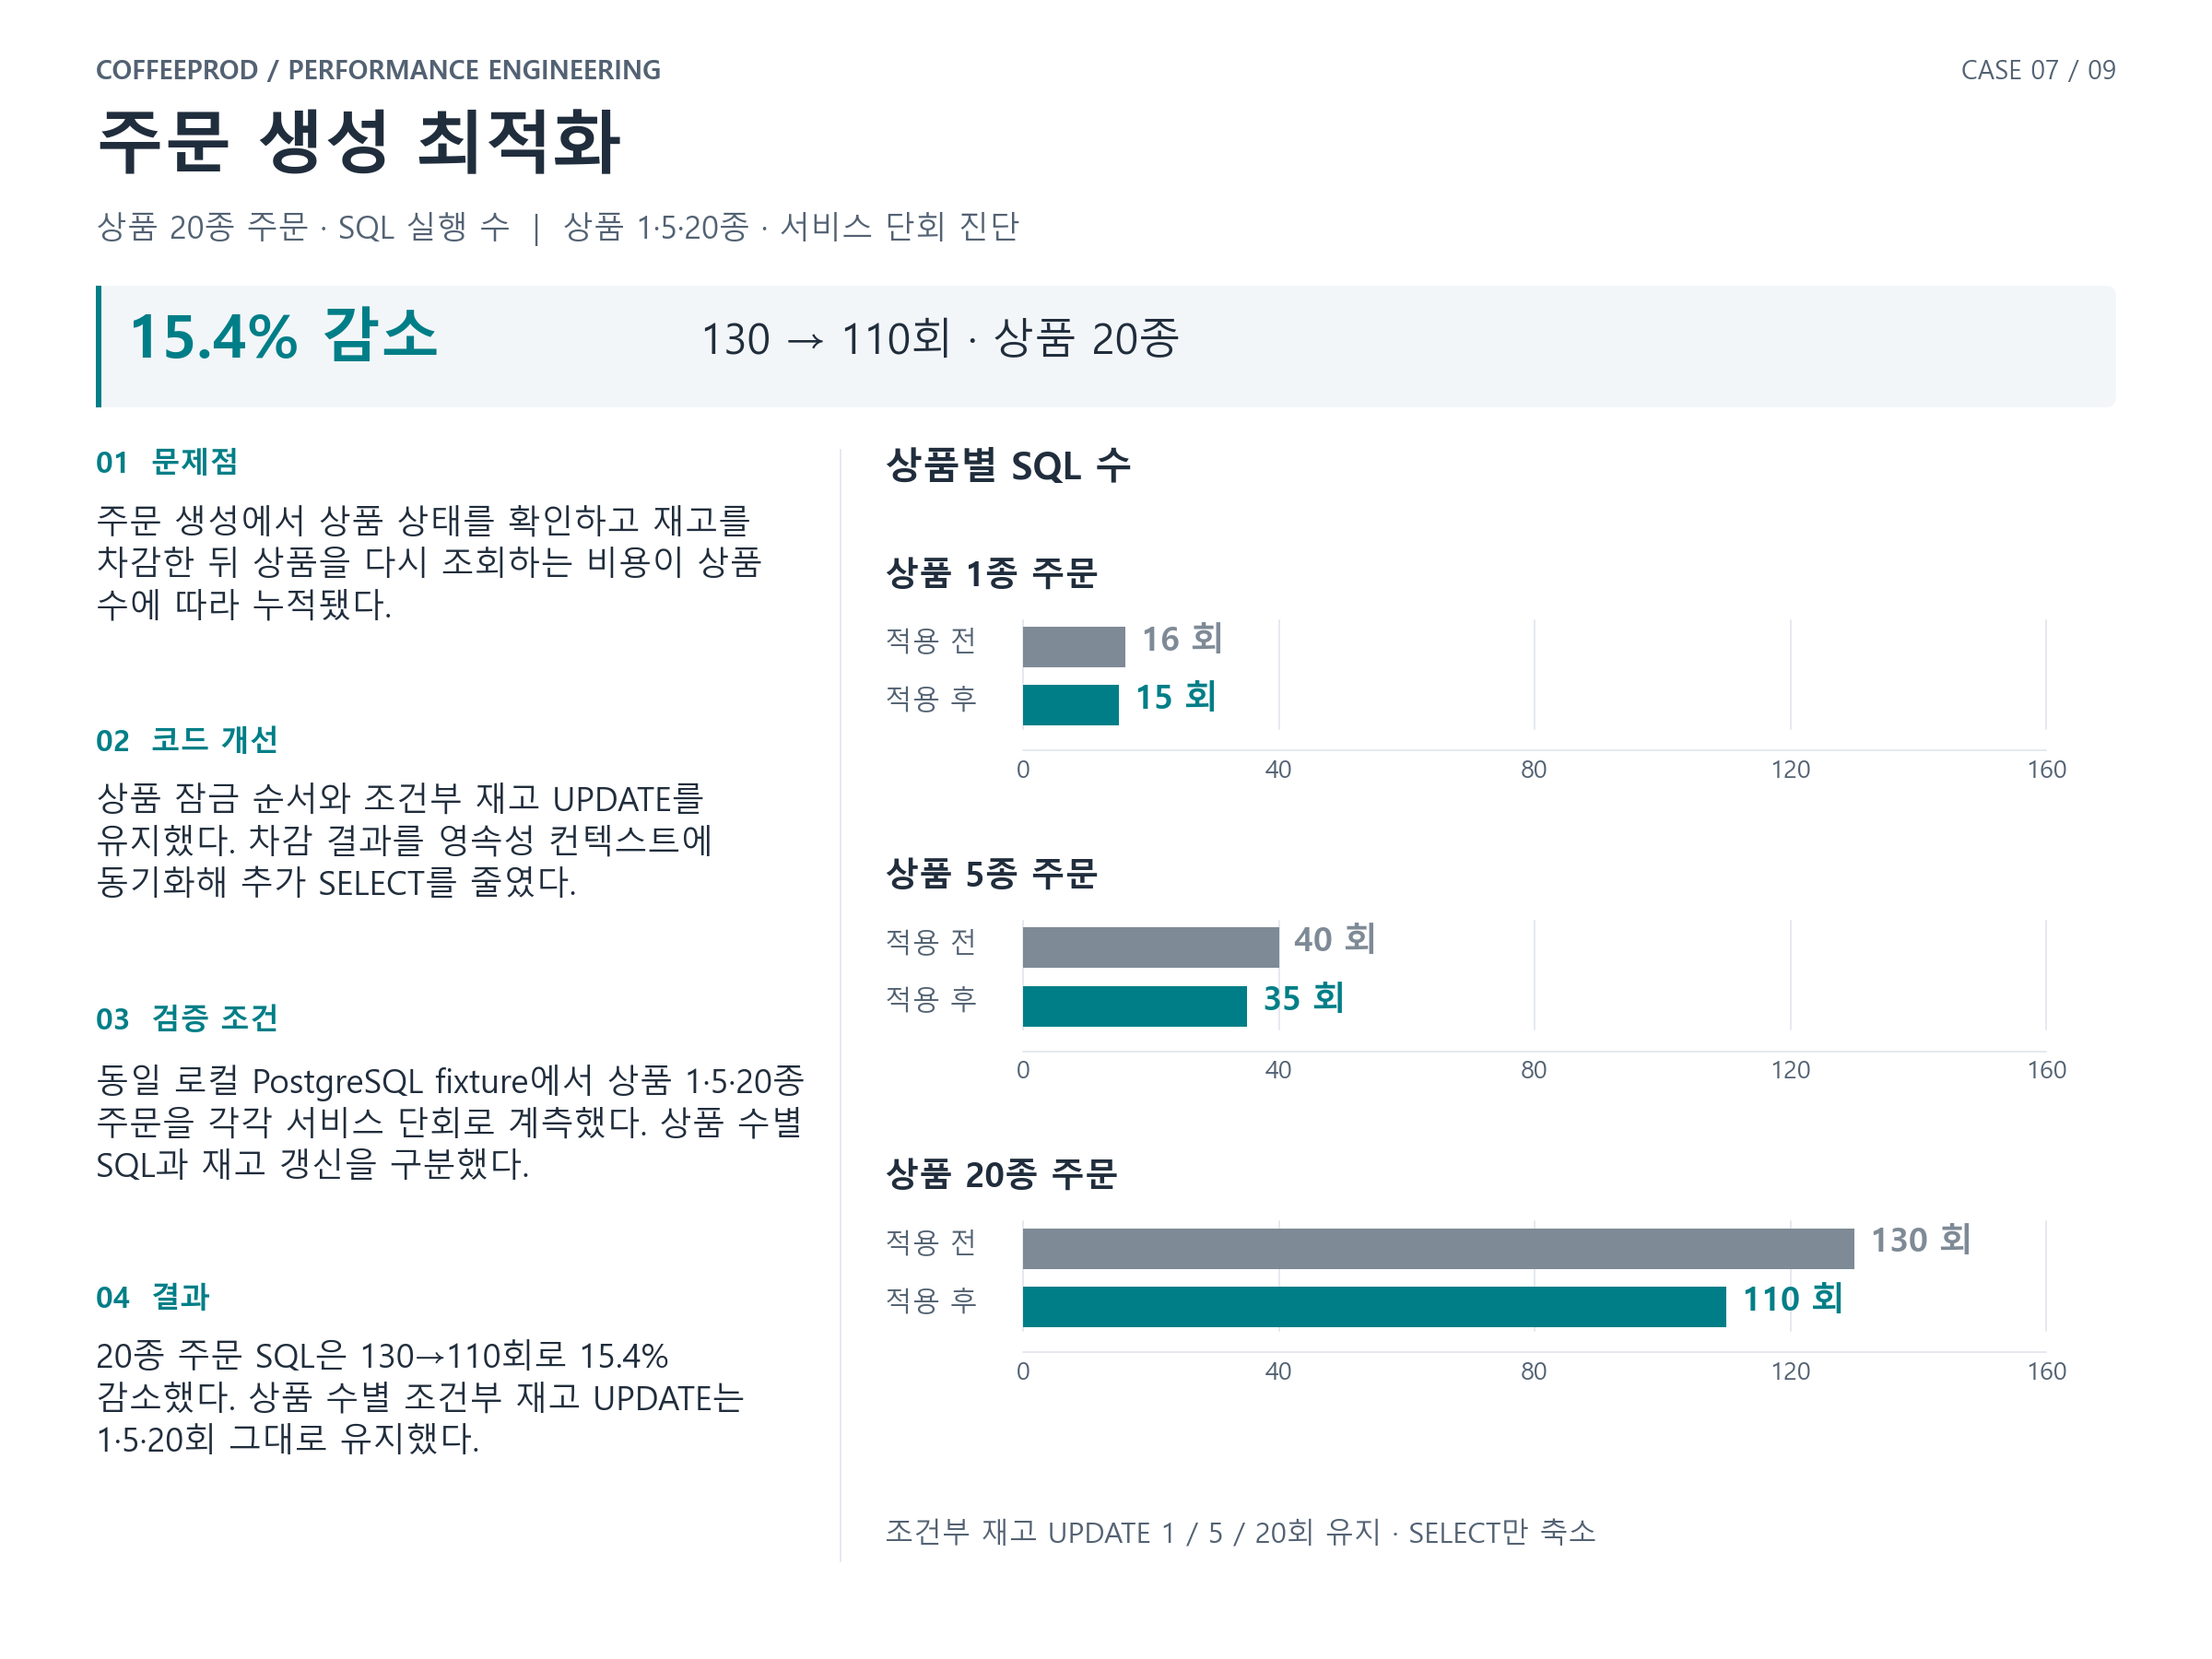 COFFEEPROD / PERFORMANCE ENGINEERING
CASE 07 / 09
주문 생성 최적화
상품 20종 주문 · SQL 실행 수 | 상품 1·5·20종 · 서비스 단회 진단
15.4% 감소
130 → 110회 · 상품 20종
01 문제점
주문 생성에서 상품 상태를 확인하고 재고를
차감한 뒤 상품을 다시 조회하는 비용이 상품
수에 따라 누적됐다.
02 코드 개선
상품 잠금 순서와 조건부 재고 UPDATE를
유지했다. 차감 결과를 영속성 컨텍스트에
동기화해 추가 SELECT를 줄였다.
03 검증 조건
동일 로컬 PostgreSQL fixture에서 상품 1·5·20종
주문을 각각 서비스 단회로 계측했다. 상품 수별
SQL과 재고 갱신을 구분했다.
04 결과
20종 주문 SQL은 130→110회로 15.4%
감소했다. 상품 수별 조건부 재고 UPDATE는
1·5·20회 그대로 유지했다.
상품별 SQL 수
상품 1종 주문
적용 전 16 회
적용 후 15 회
0 40 80 120 160
상품 5종 주문
적용 전 40 회
적용 후 35 회
0 40 80 120 160
상품 20종 주문
적용 전 130 회
적용 후 110 회
0 40 80 120 160
조건부 재고 UPDATE 1 / 5 / 20회 유지 · SELECT만 축소